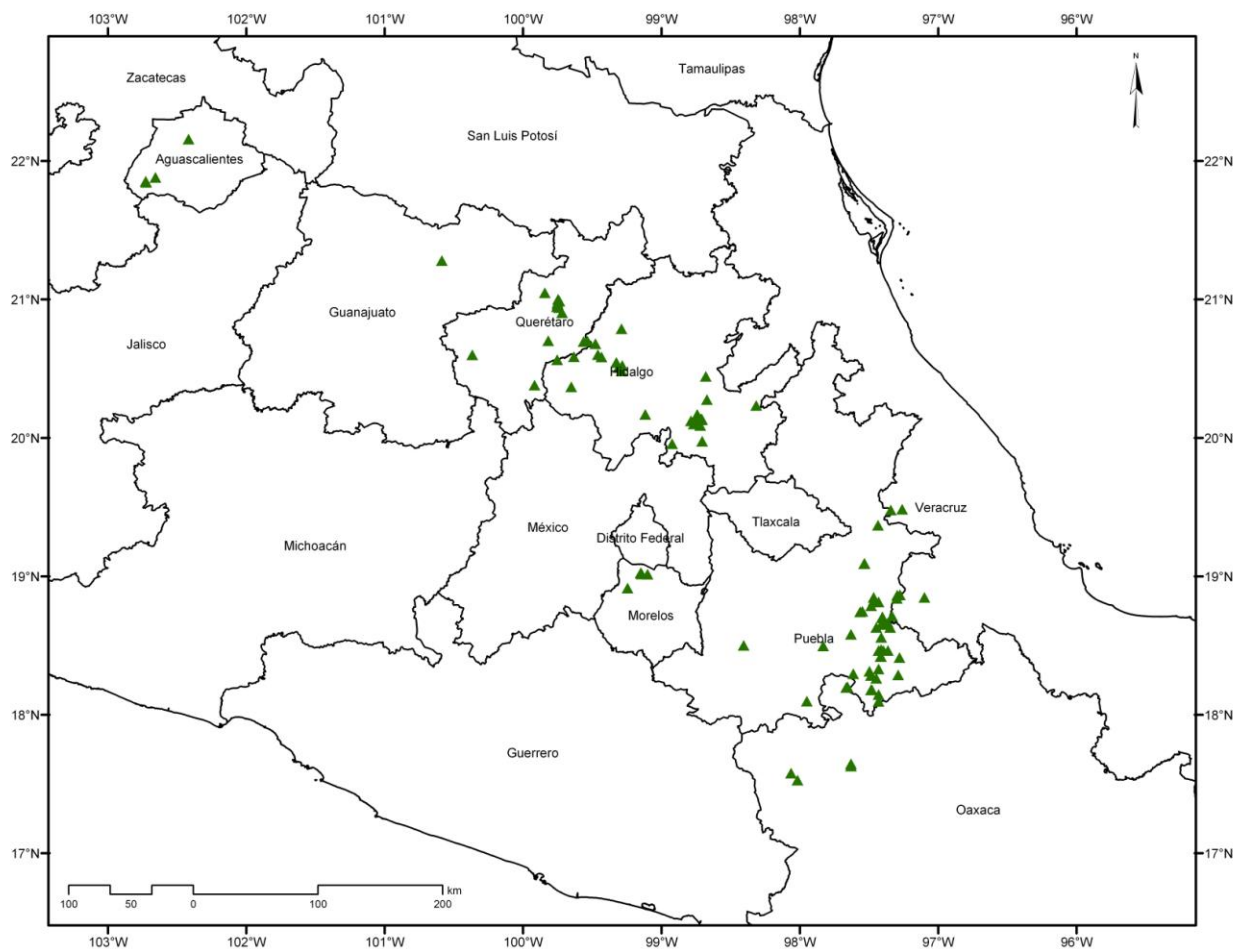 103°W 102°W 101°W 100°W 99°W 98°W 97°W 96°W
N
Zacatecas
Tamaulipas
San Luis Potosí
22°N
Aguascalientes
22°N
21°N
Guanajuato
Querétaro
21°N
Jalisco
Hidalgo
20°N
20°N
México
Tlaxcala
Veracruz
Michoacán
Distrito Federal
19°N
19°N
Morelos
Puebla
18°N
18°N
Guerrero
Oaxaca
17°N
17°N
km
100 50 0 100 200
103°W 102°W 101°W 100°W 99°W 98°W 97°W 96°W